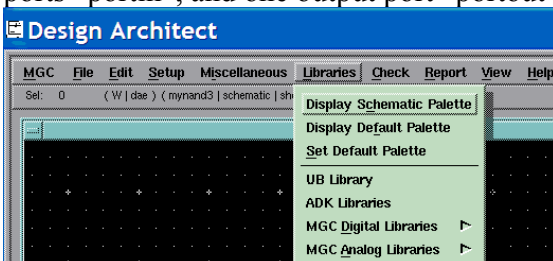 ports "portin", and one output port "portout"
Design Architect
MGC File Edit Setup Miscellaneous Libraries Check Report View Help
Sel: 0 ( W | dae ) ( mynand3 | schematic | she
Display Schematic Palette
Display Default Palette
Set Default Palette
UB Library
ADK Libraries
MGC Digital Libraries
MGC Analog Libraries